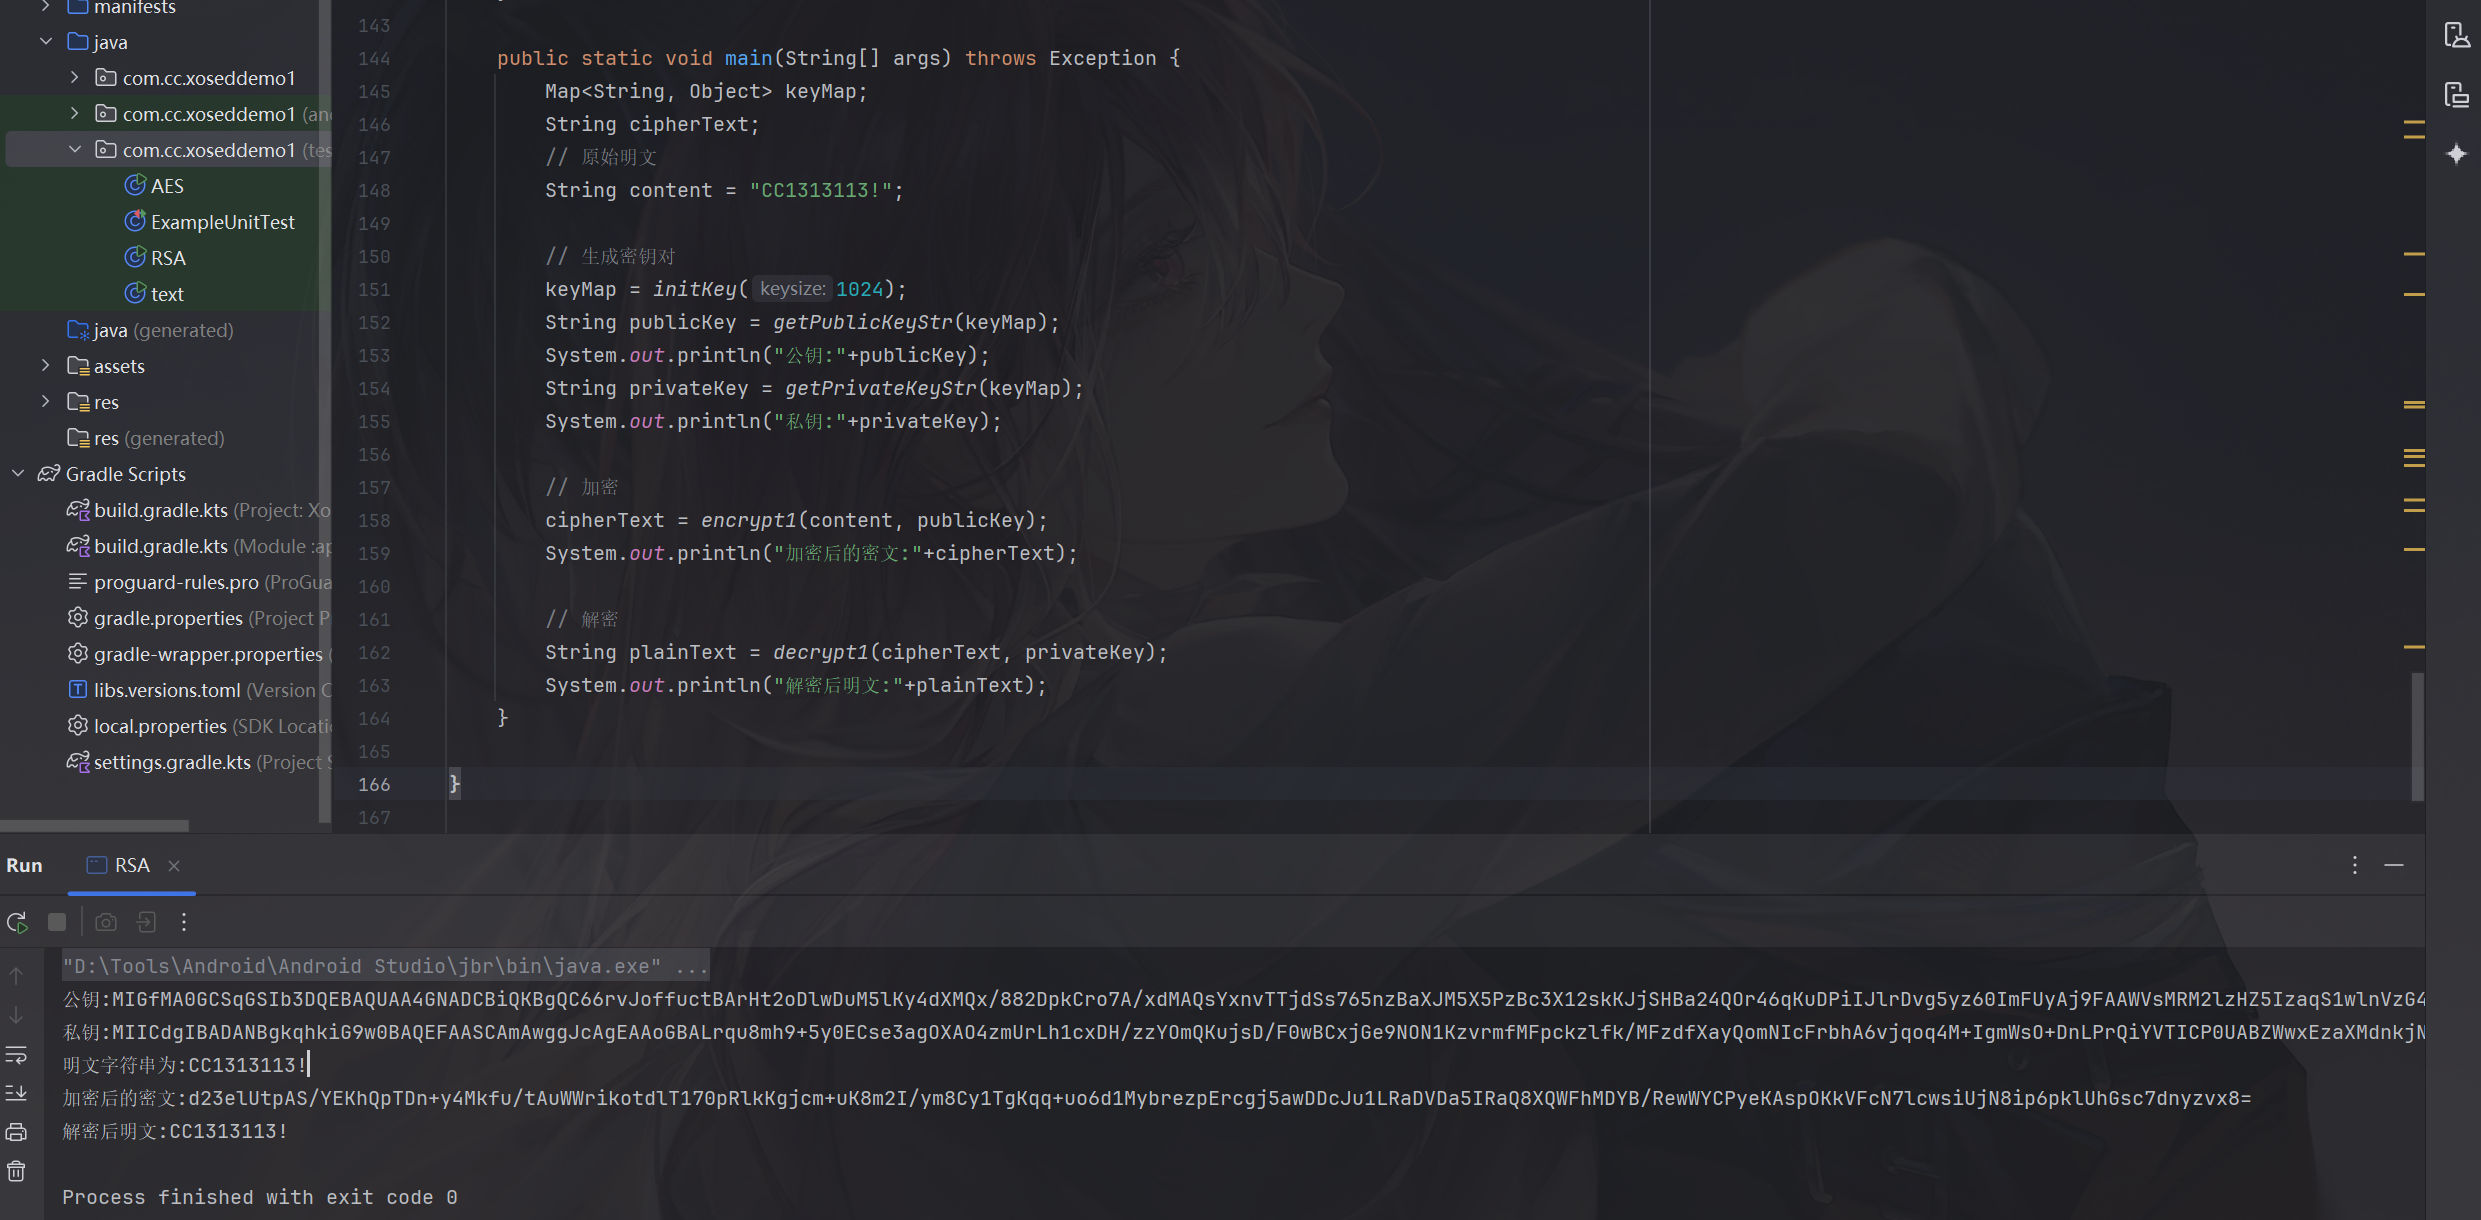 manifests
java
com.cc.xoseddemo1
com.cc.xoseddemo1 (an
com.cc.xoseddemo1 (tes
AES
ExampleUnitTest
RSA
text
java (generated)
assets
res
res (generated)
Gradle Scripts
build.gradle.kts (Project: Xo
build.gradle.kts (Module :ap
proguard-rules.pro (ProGua
gradle.properties (Project P
gradle-wrapper.properties (
libs.versions.toml (Version C
local.properties (SDK Locati
settings.gradle.kts (Project S
143
144 public static void main(String[] args) throws Exception {
145 Map<String, Object> keyMap;
146 String cipherText;
147 // 原始明文
148 String content = "CC1313113!";
149
150 // 生成密钥对
151 keyMap = initKey( keysize: 1024);
152 String publicKey = getPublicKeyStr(keyMap);
153 System.out.println("公钥:"+publicKey);
154 String privateKey = getPrivateKeyStr(keyMap);
155 System.out.println("私钥:"+privateKey);
156
157 // 加密
158 cipherText = encrypt1(content, publicKey);
159 System.out.println("加密后的密文:"+cipherText);
160
161 // 解密
162 String plainText = decrypt1(cipherText, privateKey);
163 System.out.println("解密后明文:"+plainText);
164 }
165
166 }
167
Run RSA
"D:\Tools\Android\Android Studio\jbr\bin\java.exe" ...
公钥:MIGfMA0GCSqGSIb3DQEBAQUAA4GNADCBiQKBgQC66rvJoffuctBArHt2oDlwDuM5lKy4dXMQx/882DpkCro7A/xdMAQsYxnvTTjdSs765nzBaXJM5X5PzBc3X12skKJjSHBa24QOr46qKuDPiIJlrDvg5yz60ImFUyAj9FAAWVsMRM2lzHZ5IzaqS1wlnVzG4
私钥:MIICdgIBADANBgkqhkiG9w0BAQEFAASCAmAwggJcAgEAAoGBALrqu8mh9+5y0ECse3agOXAO4zmUrLh1cxDH/zzYOmQKujsD/F0wBCxjGe9NON1KzvrmfMFpckzlfk/MFzdfXayQomNIcFrbhA6vjqoq4M+IgmWsO+DnLPrQiYVTICP0UABZWwxEzaXMdnkjN
明文字符串为:CC1313113!
加密后的密文:d23elUtpAS/YEKhQpTDn+y4Mkfu/tAuWWrikotdlT170pRlkKgjcm+uK8m2I/ym8Cy1TgKqq+uo6d1MybrezpErcgj5awDDcJu1LRaDVDa5IRaQ8XQWFhMDYB/RewWYCPyeKAspOKkVFcN7lcwsiUjN8ip6pklUhGsc7dnyzvx8=
解密后明文:CC1313113!
Process finished with exit code 0